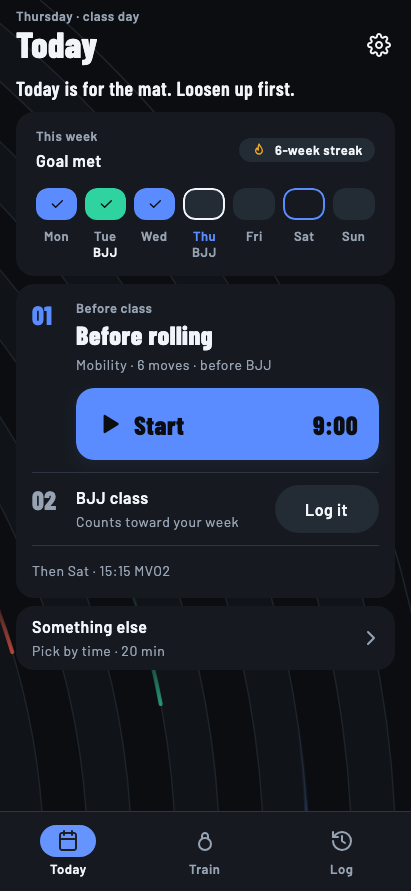 Thursday · class day
Today
Today is for the mat. Loosen up first.
This week
Goal met
6-week streak
Mon Tue Wed Thu Fri Sat Sun
BJJ BJJ
01
Before class
Before rolling
Mobility · 6 moves · before BJJ
Start 9:00
02
BJJ class
Counts toward your week
Log it
Then Sat · 15:15 MVO2
Something else
Pick by time · 20 min
Today Train Log